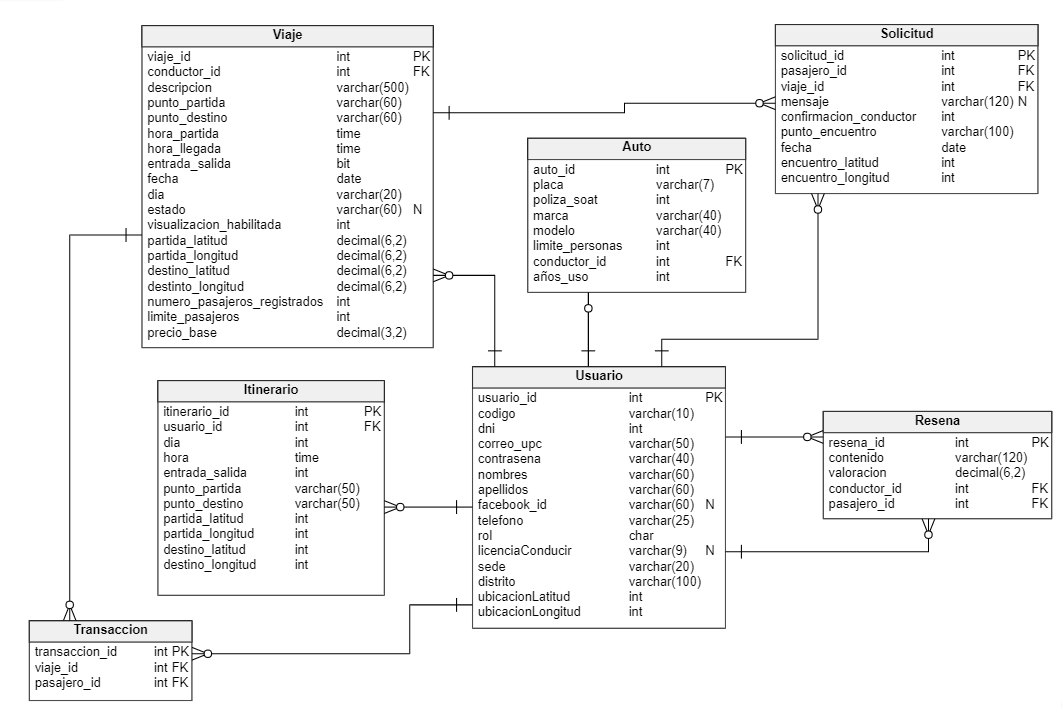 Viaje
viaje_id int PK
conductor_id int FK
descripcion varchar(500)
punto_partida varchar(60)
punto_destino varchar(60)
hora_partida time
hora_llegada time
entrada_salida bit
fecha date
dia varchar(20)
estado varchar(60) N
visualizacion_habilitada int
partida_latitud decimal(6,2)
partida_longitud decimal(6,2)
destino_latitud decimal(6,2)
destinto_longitud decimal(6,2)
numero_pasajeros_registrados int
limite_pasajeros int
precio_base decimal(3,2)
Solicitud
solicitud_id int PK
pasajero_id int FK
viaje_id int FK
mensaje varchar(120) N
confirmacion_conductor int
punto_encuentro varchar(100)
fecha date
encuentro_latitud int
encuentro_longitud int
Auto
auto_id int PK
placa varchar(7)
poliza_soat int
marca varchar(40)
modelo varchar(40)
limite_personas int
conductor_id int FK
años_uso int
Itinerario
itinerario_id int PK
usuario_id int FK
dia int
hora time
entrada_salida int
punto_partida varchar(50)
punto_destino varchar(50)
partida_latitud int
partida_longitud int
destino_latitud int
destino_longitud int
Usuario
usuario_id int PK
codigo varchar(10)
dni int
correo_upc varchar(50)
contrasena varchar(40)
nombres varchar(60)
apellidos varchar(60)
facebook_id varchar(60) N
telefono varchar(25)
rol char
licenciaConducir varchar(9) N
sede varchar(20)
distrito varchar(100)
ubicacionLatitud int
ubicacionLongitud int
Resena
resena_id int PK
contenido varchar(120)
valoracion decimal(6,2)
conductor_id int FK
pasajero_id int FK
Transaccion
transaccion_id int PK
viaje_id int FK
pasajero_id int FK